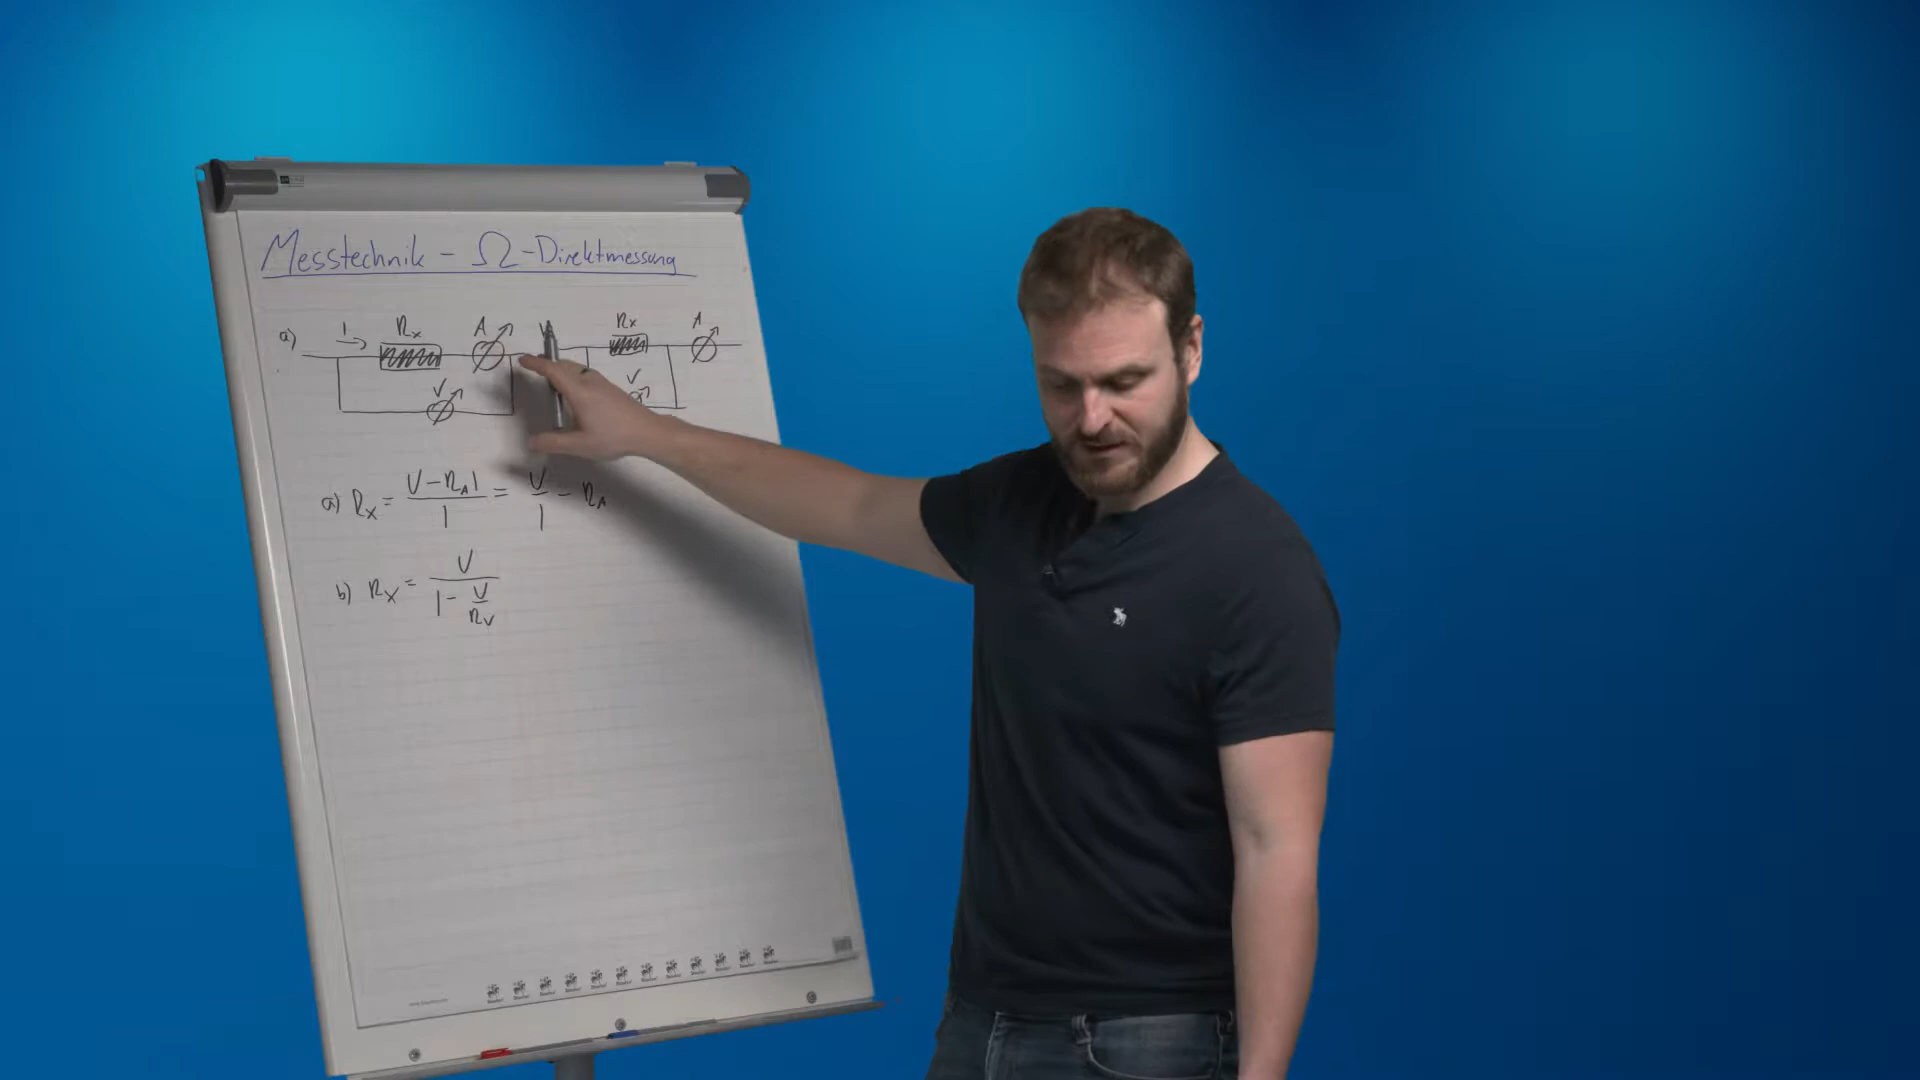 Messtechnik - Ω - Direktmessung
a) I → Rx A Rx A
V V
a) Rx = V - RA I / I = V / I - RA
b) Rx = V / I - V / RV